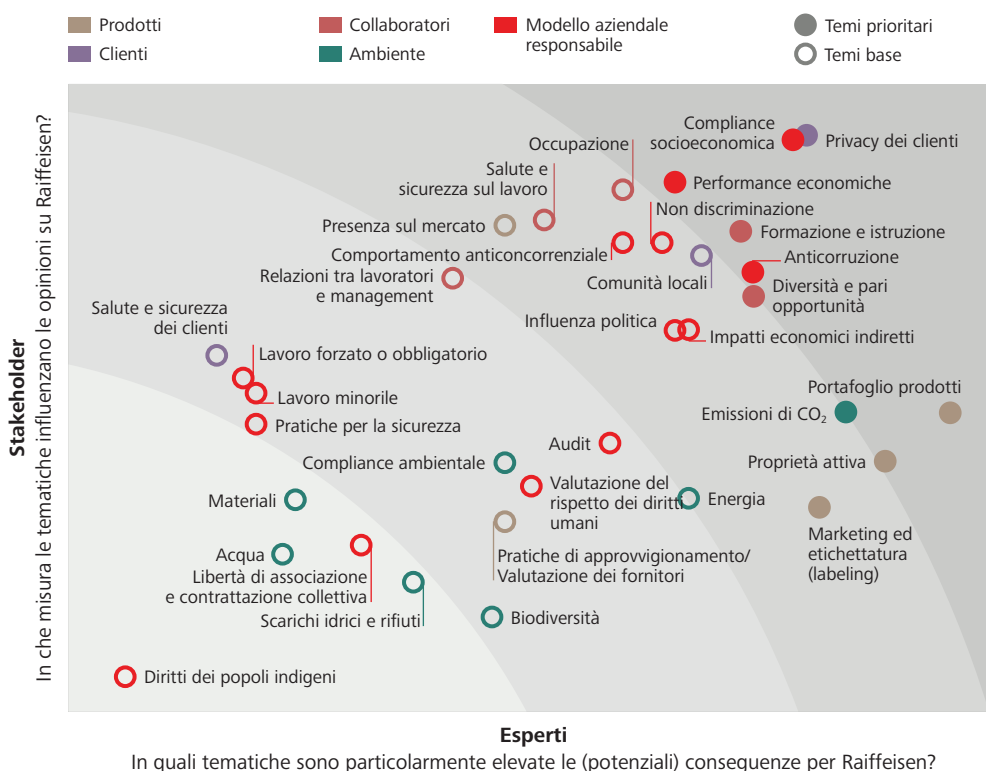 Prodotti
Clienti
Collaboratori
Ambiente
Modello aziendale
responsabile
Temi prioritari
Temi base
Stakeholder
In che misura le tematiche influenzano le opinioni su Raiffeisen?
Compliance
socioeconomica
Privacy dei clienti
Occupazione
Salute e
sicurezza sul lavoro
Performance economiche
Non discriminazione
Presenza sul mercato
Formazione e istruzione
Comportamento anticoncorrenziale
Anticorruzione
Relazioni tra lavoratori
e management
Comunità locali
Diversità e pari
opportunità
Salute e sicurezza
dei clienti
Influenza politica
Impatti economici indiretti
Lavoro forzato o obbligatorio
Lavoro minorile
Portafoglio prodotti
Emissioni di CO₂
Pratiche per la sicurezza
Audit
Compliance ambientale
Proprietà attiva
Valutazione del
rispetto dei diritti
umani
Energia
Materiali
Marketing ed
etichettatura
(labeling)
Acqua
Pratiche di approvvigionamento/
Valutazione dei fornitori
Libertà di associazione
e contrattazione collettiva
Scarichi idrici e rifiuti
Biodiversità
Diritti dei popoli indigeni
Esperti
In quali tematiche sono particolarmente elevate le (potenziali) conseguenze per Raiffeisen?